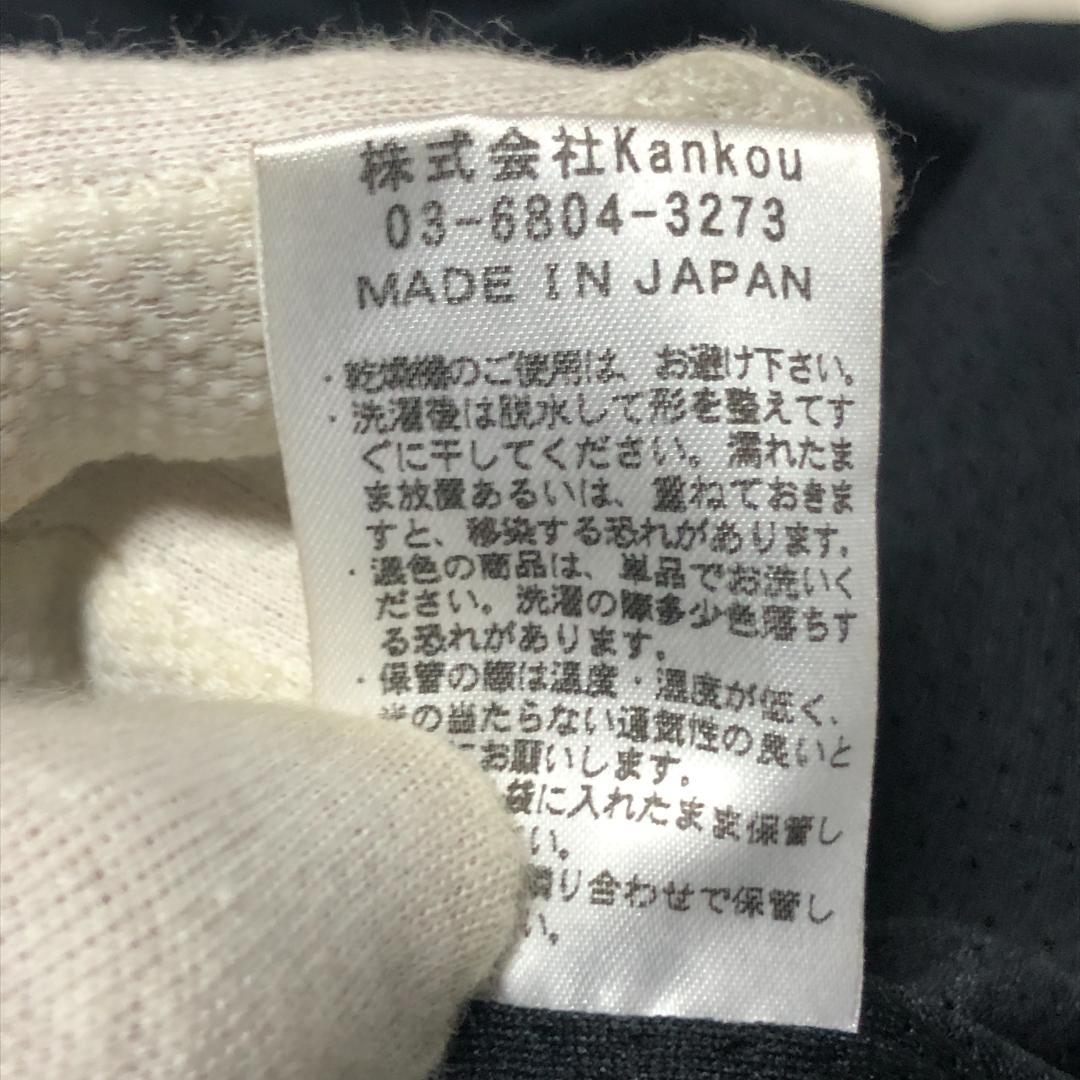 株式会社Kankou
03-6804-3273
MADE IN JAPAN
・乾燥機のご使用は、お避け下さい。
・洗濯後は脱水して形を整えてす
ぐに干してください。濡れたま
ま放置あるいは、重ねておきま
すと、移染する恐れがあります。
・濃色の商品は、単品でお洗いく
ださい。洗濯の際多少色落ちす
る恐れがあります。
・保管の際は温度・湿度が低く、
光の当たらない通気性の良いと
にお願いします。
袋に入れたまま保管し
い。
隣り合わせで保管し
い。